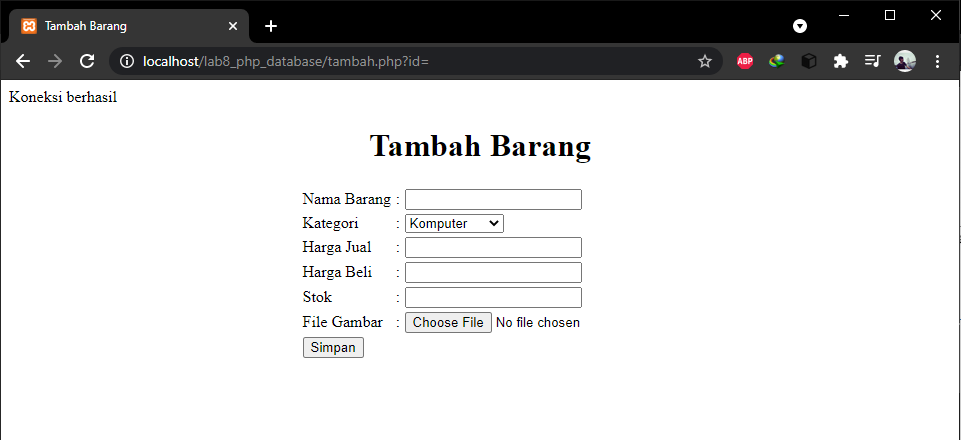 Tambah Barang
localhost/lab8_php_database/tambah.php?id=
ABP
Koneksi berhasil
Tambah Barang
Nama Barang :
Kategori : Komputer
Harga Jual :
Harga Beli :
Stok :
File Gambar : Choose File No file chosen
Simpan